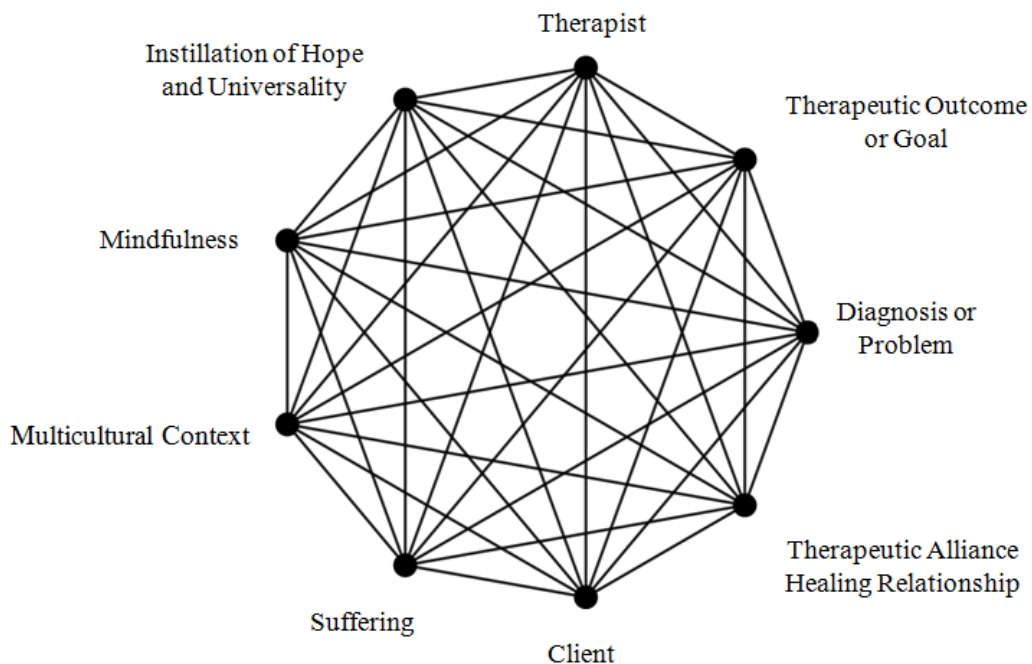 Therapist
Instillation of Hope
and Universality
Therapeutic Outcome
or Goal
Mindfulness
Diagnosis or
Problem
Multicultural Context
Therapeutic Alliance
Healing Relationship
Suffering
Client